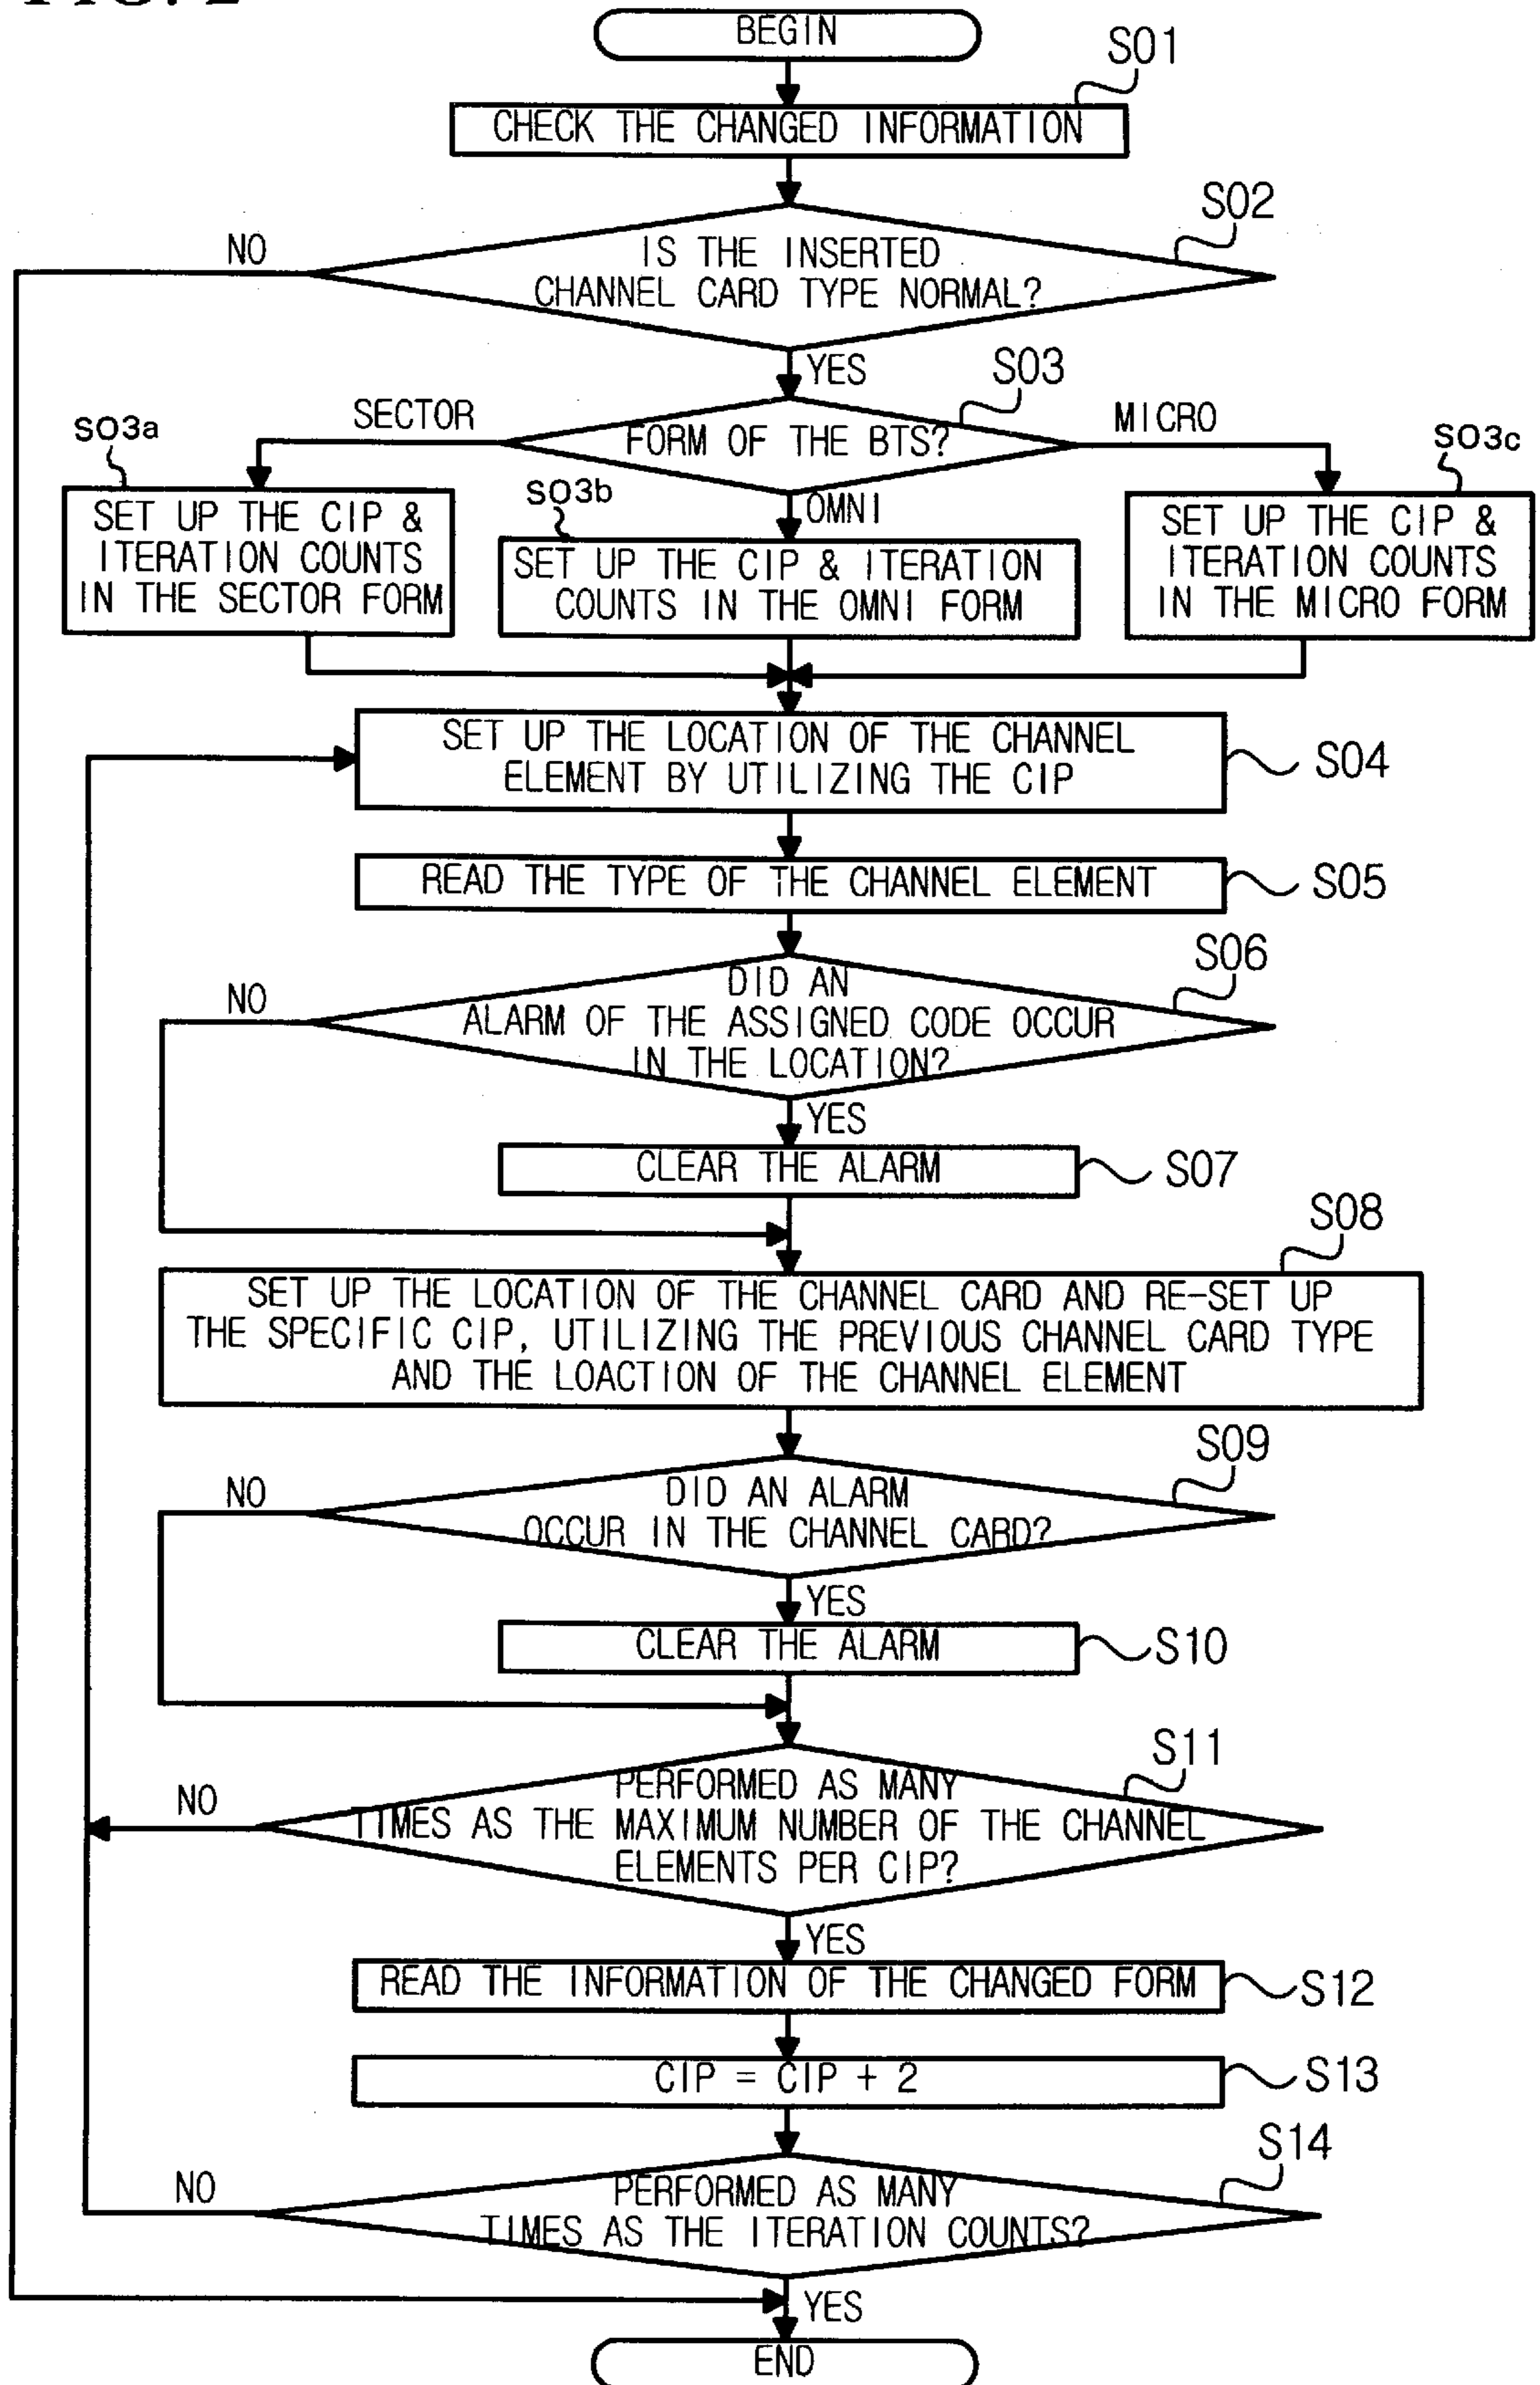 BEGIN
S01
CHECK THE CHANGED INFORMATION
S02
NO
IS THE INSERTED
CHANNEL CARD TYPE NORMAL?
YES
S03
SECTOR
FORM OF THE BTS?
MICRO
S03a
S03b
S03c
OMNI
SET UP THE CIP &
ITERATION COUNTS
IN THE SECTOR FORM
SET UP THE CIP & ITERATION
COUNTS IN THE OMNI FORM
SET UP THE CIP &
ITERATION COUNTS
IN THE MICRO FORM
SET UP THE LOCATION OF THE CHANNEL
ELEMENT BY UTILIZING THE CIP
S04
READ THE TYPE OF THE CHANNEL ELEMENT
S05
S06
NO
DID AN
ALARM OF THE ASSIGNED CODE OCCUR
IN THE LOCATION?
YES
CLEAR THE ALARM
S07
S08
SET UP THE LOCATION OF THE CHANNEL CARD AND RE-SET UP
THE SPECIFIC CIP, UTILIZING THE PREVIOUS CHANNEL CARD TYPE
AND THE LOACTION OF THE CHANNEL ELEMENT
S09
NO
DID AN ALARM
OCCUR IN THE CHANNEL CARD?
YES
CLEAR THE ALARM
S10
S11
NO
PERFORMED AS MANY
TIMES AS THE MAXIMUM NUMBER OF THE CHANNEL
ELEMENTS PER CIP?
YES
READ THE INFORMATION OF THE CHANGED FORM
S12
CIP = CIP + 2
S13
S14
NO
PERFORMED AS MANY
TIMES AS THE ITERATION COUNTS?
YES
END